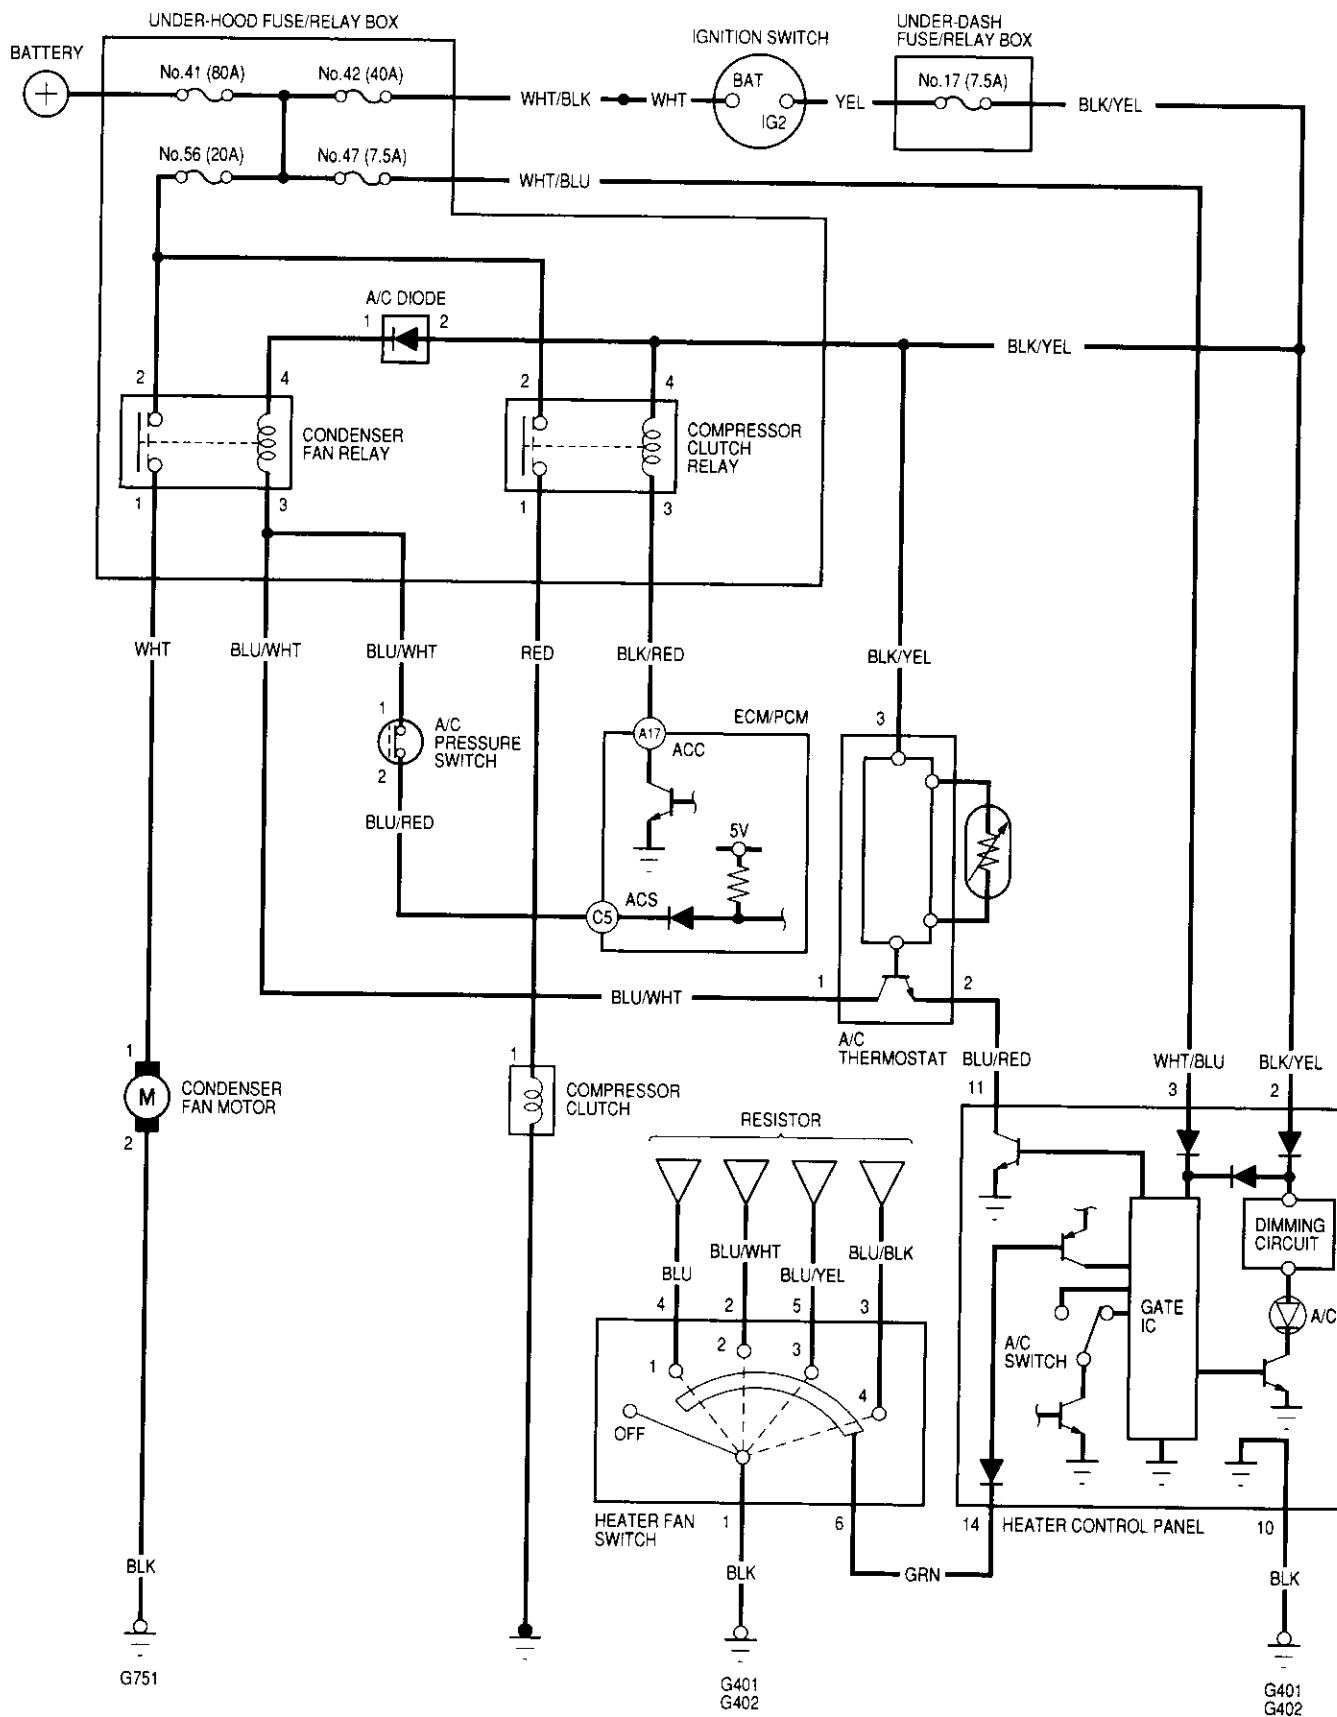 UNDER-HOOD FUSE/RELAY BOX
BATTERY
No.41 (80A)
No.42 (40A)
WHT/BLK
WHT
IGNITION SWITCH
BAT
IG2
YEL
UNDER-DASH
FUSE/RELAY BOX
No.17 (7.5A)
BLK/YEL
No.56 (20A)
No.47 (7.5A)
WHT/BLU
A/C DIODE
1
2
BLK/YEL
2
4
CONDENSER
FAN RELAY
1
3
2
4
COMPRESSOR
CLUTCH
RELAY
1
3
WHT
BLU/WHT
BLU/WHT
RED
BLK/RED
BLK/YEL
1
A/C
PRESSURE
SWITCH
2
BLU/RED
ECM/PCM
A17
ACC
5V
C5
ACS
3
1
2
BLU/WHT
A/C
THERMOSTAT
BLU/RED
WHT/BLU
BLK/YEL
1
M
CONDENSER
FAN MOTOR
2
1
COMPRESSOR
CLUTCH
RESISTOR
11
3
2
BLU
BLU/WHT
BLU/YEL
BLU/BLK
4
2
5
3
1
2
3
4
OFF
HEATER FAN
SWITCH
1
6
GRN
DIMMING
CIRCUIT
GATE
IC
A/C
A/C
SWITCH
14
HEATER CONTROL PANEL
10
BLK
BLK
BLK
G751
G401
G402
G401
G402